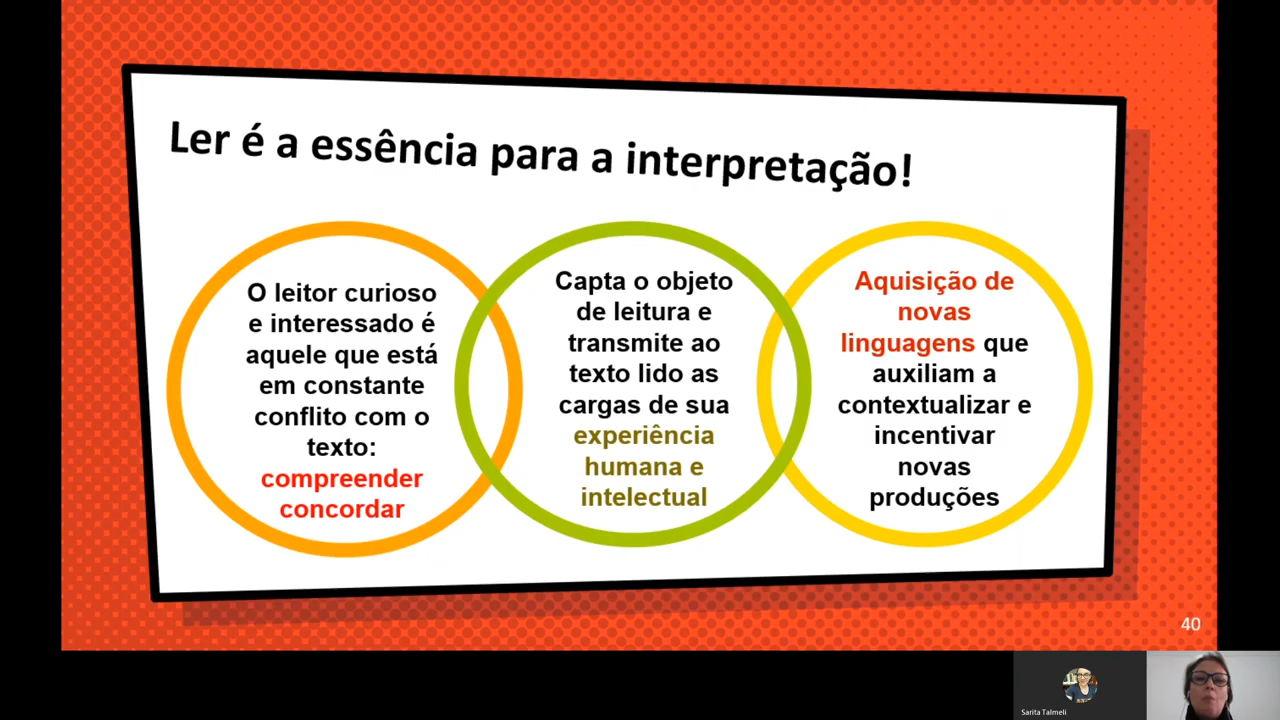 Ler é a essência para a interpretação!
O leitor curioso
e interessado é
aquele que está
em constante
conflito com o
texto:
compreender
concordar
Capta o objeto
de leitura e
transmite ao
texto lido as
cargas de sua
experiência
humana e
intelectual
Aquisição de
novas
linguagens que
auxiliam a
contextualizar e
incentivar
novas
produções
40
Sarita Talmeli